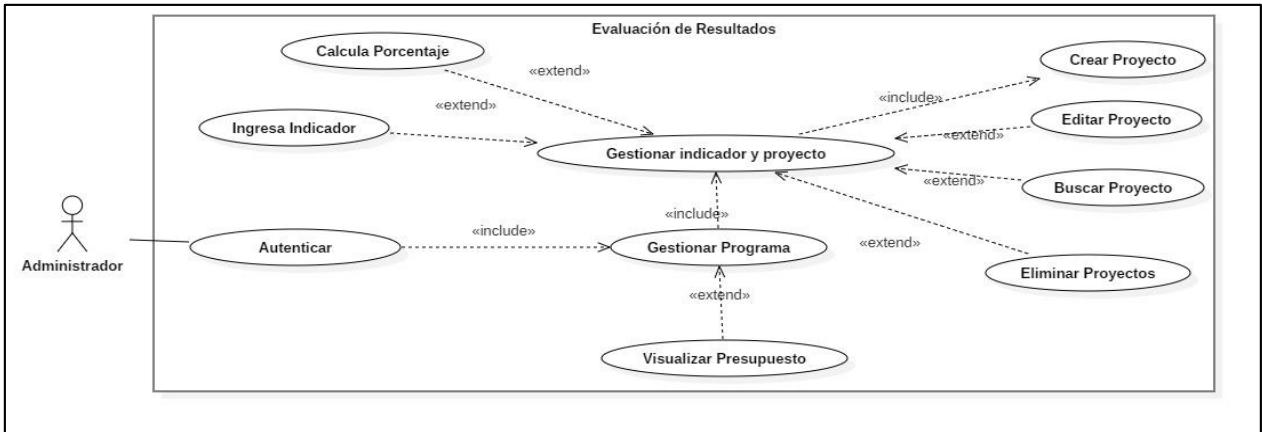 Evaluación de Resultados
Calcula Porcentaje
«extend»
Crear Proyecto
«extend»
«include»
Ingresa Indicador
Editar Proyecto
«extend»
Gestionar indicador y proyecto
«extend»
Buscar Proyecto
«include»
Autenticar
«include»
Gestionar Programa
«extend»
Administrador
Eliminar Proyectos
«extend»
Visualizar Presupuesto